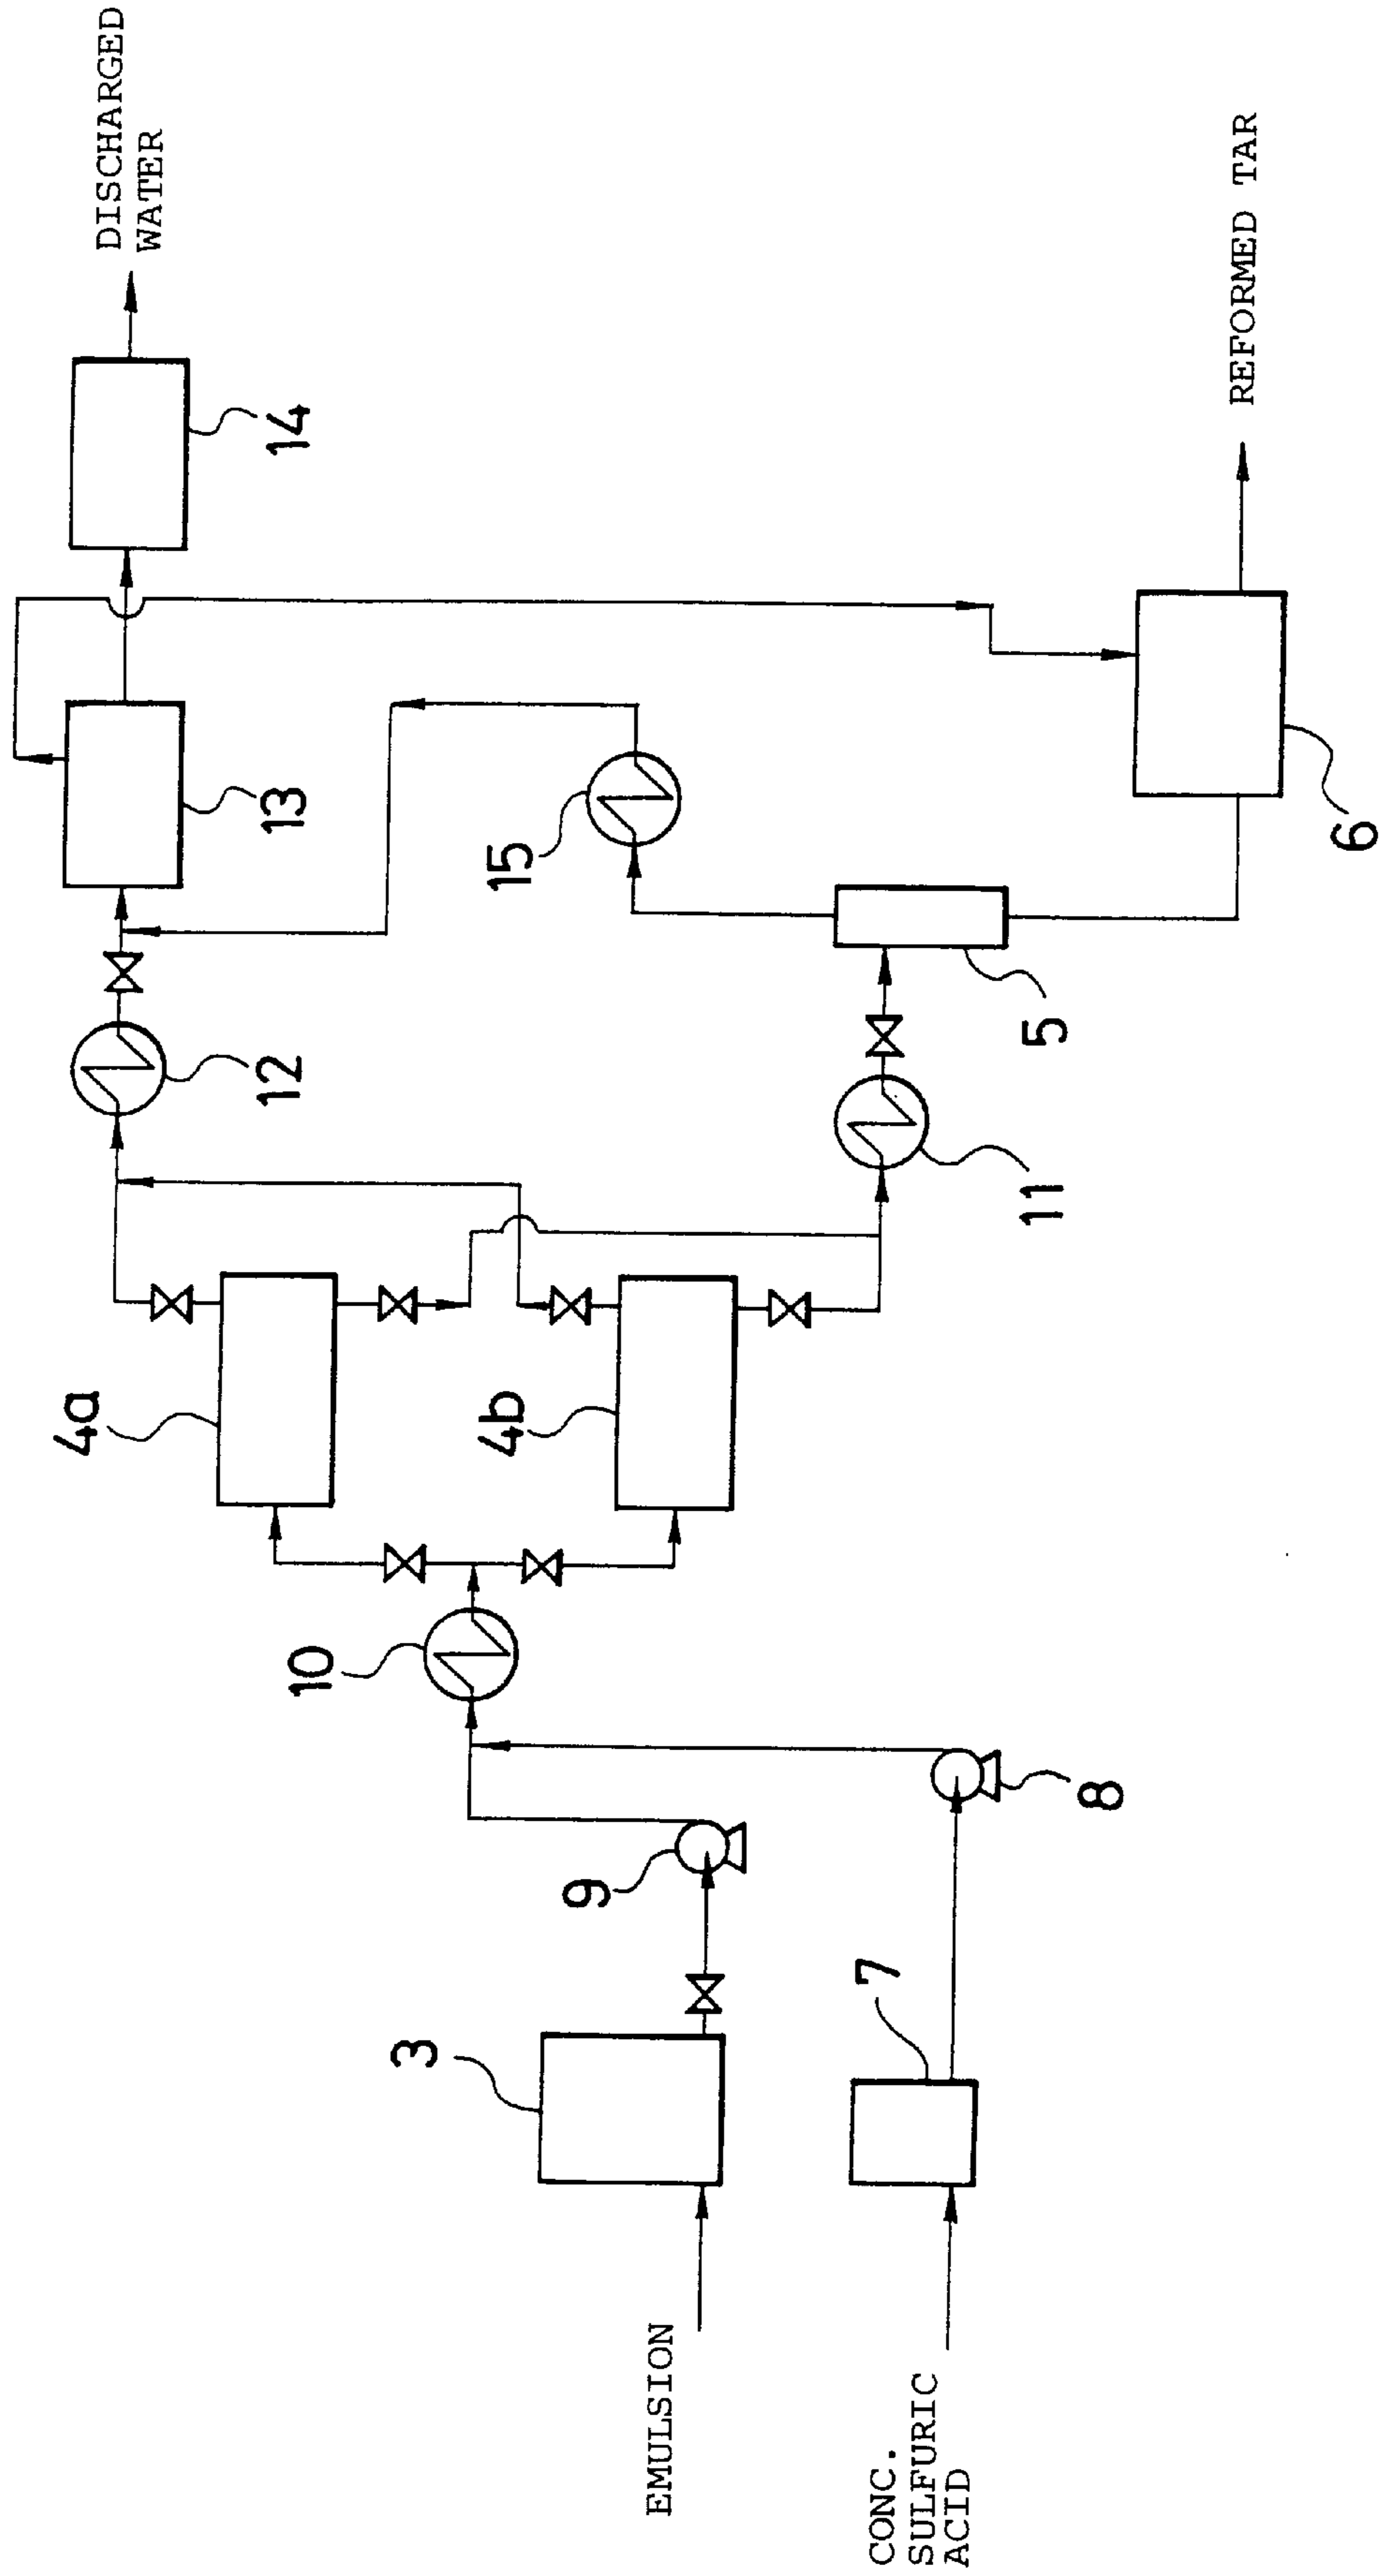 DISCHARGED
WATER
14
13
12
15
4a
4b
10
11
5
6
REFORMED TAR
9
8
3
7
EMULSION
CONC.
SULFURIC
ACID